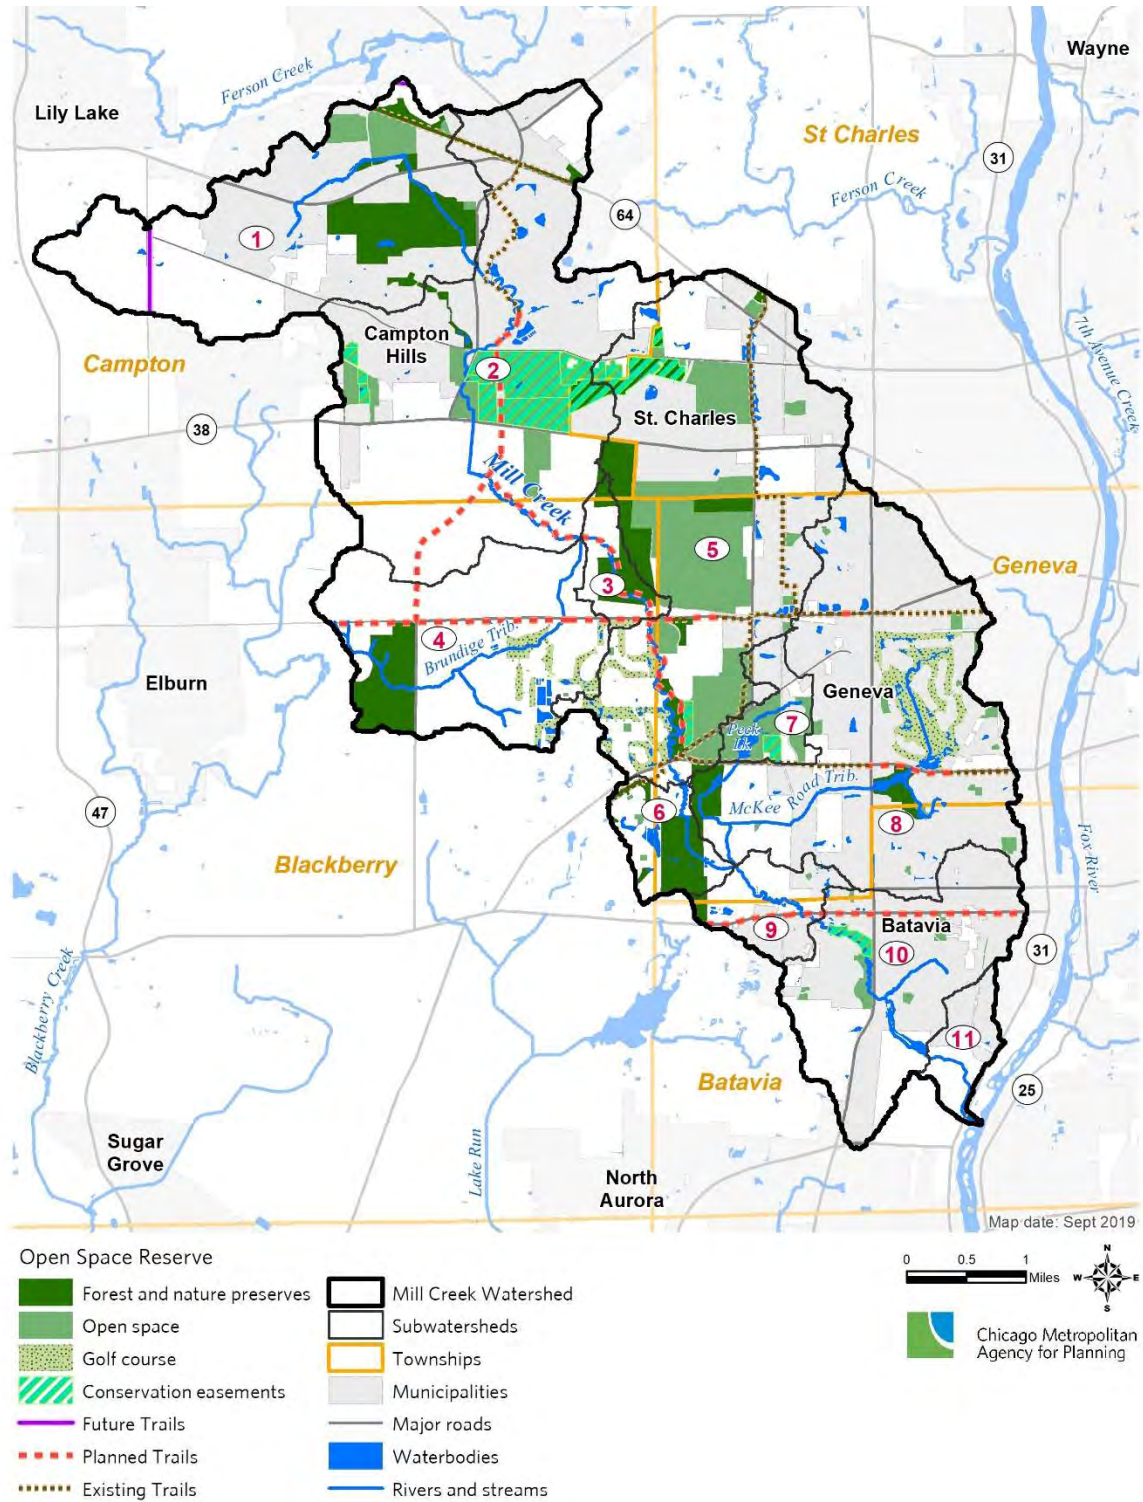 Wayne
Ferson Creek
Lily Lake
St Charles
31
Ferson Creek
64
1
7th Avenue Creek
Campton
Hills
Campton
2
St. Charles
38
Mill Creek
5
Geneva
3
4
Brundige Trib.
Elburn
Geneva
7
Peck
Lk.
McKee Road Trib.
47
6
8
Fox River
Blackberry
9
Batavia
10
31
Blackberry Creek
11
Batavia
25
Sugar
Grove
Lake Run
North
Aurora
Map date: Sept 2019
Open Space Reserve
Forest and nature preserves
Open space
Golf course
Conservation easements
Future Trails
Planned Trails
Existing Trails
Mill Creek Watershed
Subwatersheds
Townships
Municipalities
Major roads
Waterbodies
Rivers and streams
0 0.5 1
Miles
N
W E
S
Chicago Metropolitan
Agency for Planning